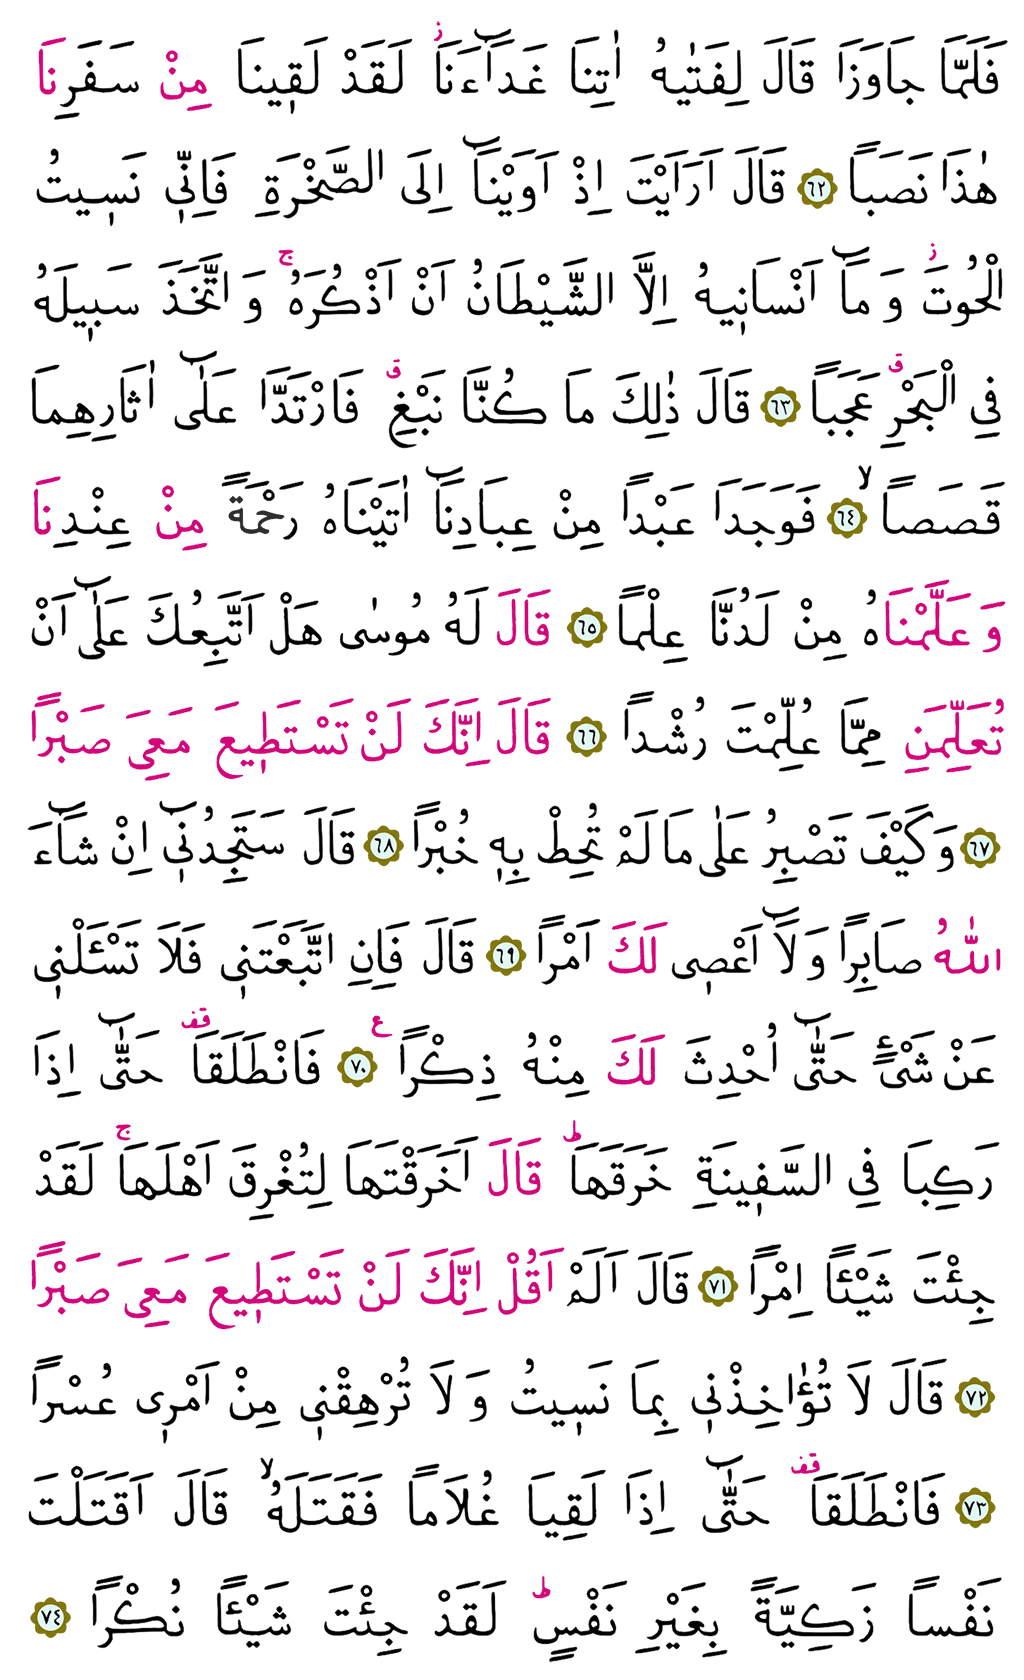 فَلَمَّا جَاوَزَا قَالَ لِفَتٰيهُ اٰتِنَا غَدَٓاءَنَاۘ لَقَدْ لَقٖينَا مِنْ سَفَرِنَا
هٰذَا نَصَباً ﴿٦٢﴾ قَالَ اَرَاَيْتَ اِذْ اَوَيْنَٓا اِلَى الصَّخْرَةِ فَاِنّٖي نَسٖيتُ
الْحُوتَؗ وَمَٓا اَنْسَانٖيهُ اِلَّا الشَّيْطَانُ اَنْ اَذْكُرَهُۚ وَاتَّخَذَ سَبٖيلَهُ
فِي الْبَحْرِࣗ عَجَباً ﴿٦٣﴾ قَالَ ذٰلِكَ مَا كُنَّا نَبْغِࣗ فَارْتَدَّا عَلٰٓى اٰثَارِهِمَا
قَصَصاًۙ ﴿٦٤﴾ فَوَجَدَا عَبْداً مِنْ عِبَادِنَٓا اٰتَيْنَاهُ رَحْمَةً مِنْ عِنْدِنَا
وَعَلَّمْنَاهُ مِنْ لَدُنَّا عِلْماً ﴿٦٥﴾ قَالَ لَهُ مُوسٰى هَلْ اَتَّبِعُكَ عَلٰٓى اَنْ
تُعَلِّمَنِ مِمَّا عُلِّمْتَ رُشْداً ﴿٦٦﴾ قَالَ اِنَّكَ لَنْ تَسْتَطٖيعَ مَعِيَ صَبْراً
﴿٦٧﴾ وَكَيْفَ تَصْبِرُ عَلٰى مَا لَمْ تُحِطْ بِهٖ خُبْراً ﴿٦٨﴾ قَالَ سَتَجِدُنٖٓي اِنْ شَٓاءَ
اللّٰهُ صَابِراً وَلَٓا اَعْصٖي لَكَ اَمْراً ﴿٦٩﴾ قَالَ فَاِنِ اتَّبَعْتَنٖي فَلَا تَسْـَٔلْنٖي
عَنْ شَيْءٍ حَتّٰٓى اُحْدِثَ لَكَ مِنْهُ ذِكْراً ﴿٧٠﴾ ع فَانْطَلَقَاࣞ حَتّٰٓى اِذَا
رَكِبَا فِي السَّفٖينَةِ خَرَقَهَاؕ قَالَ اَخَرَقْتَهَا لِتُغْرِقَ اَهْلَهَاۚ لَقَدْ
جِئْتَ شَيْـٔاً اِمْراً ﴿٧١﴾ قَالَ اَلَمْ اَقُلْ اِنَّكَ لَنْ تَسْتَطٖيعَ مَعِيَ صَبْراً
﴿٧٢﴾ قَالَ لَا تُؤٰاخِذْنٖي بِمَا نَسٖيتُ وَلَا تُرْهِقْنٖي مِنْ اَمْرٖي عُسْراً
﴿٧٣﴾ فَانْطَلَقَاࣞ حَتّٰٓى اِذَا لَقِيَا غُلَاماً فَقَتَلَهُۙ قَالَ اَقَتَلْتَ
نَفْساً زَكِيَّةً بِغَيْرِ نَفْسٍؕ لَقَدْ جِئْتَ شَيْـٔاً نُكْراً ﴿٧٤﴾